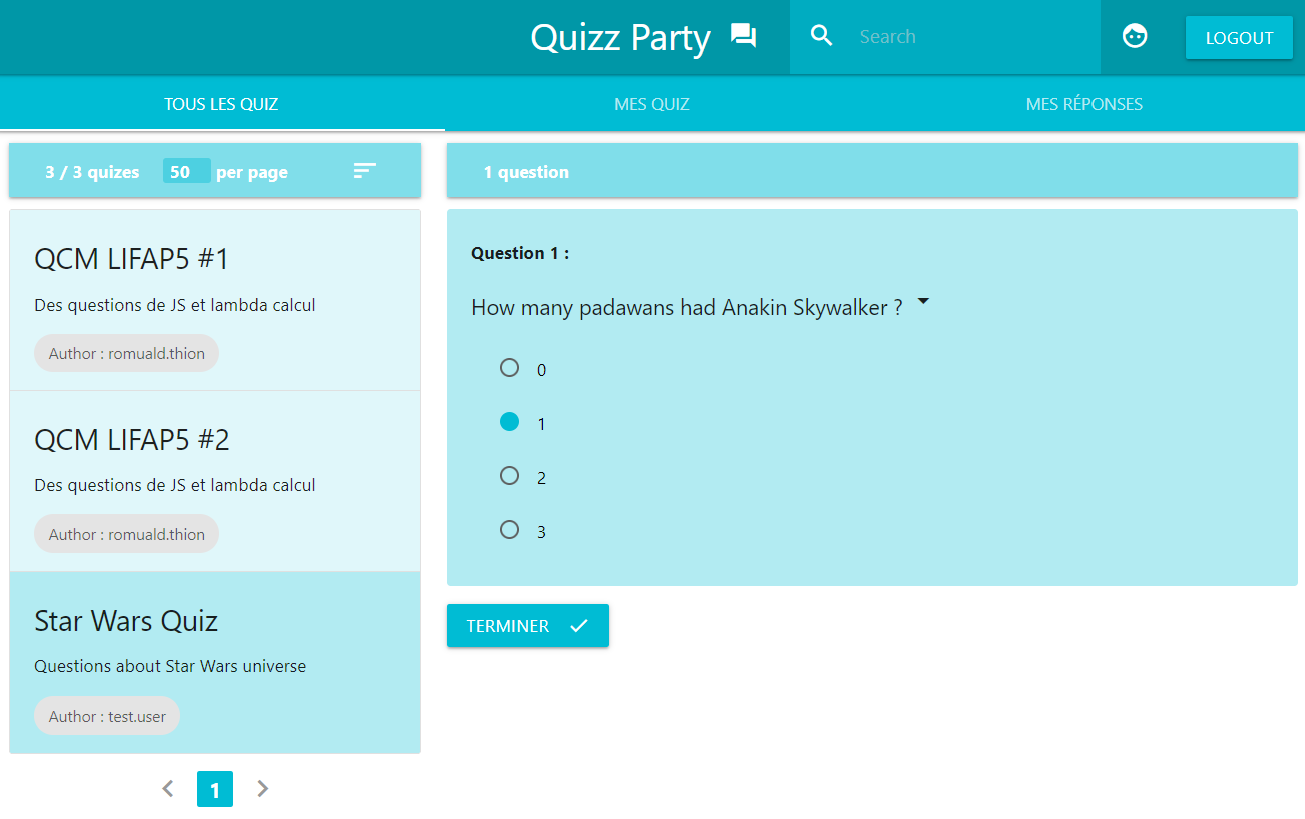 Quizz Party
Search
LOGOUT
TOUS LES QUIZ
MES QUIZ
MES RÉPONSES
3 / 3 quizes 50 per page
QCM LIFAP5 #1
Des questions de JS et lambda calcul
Author : romuald.thion
QCM LIFAP5 #2
Des questions de JS et lambda calcul
Author : romuald.thion
Star Wars Quiz
Questions about Star Wars universe
Author : test.user
1
1 question
Question 1 :
How many padawans had Anakin Skywalker ?
0
1
2
3
TERMINER